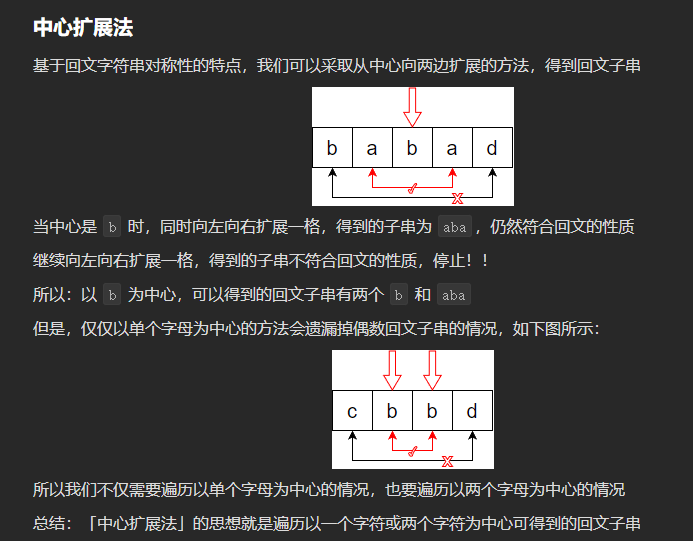 中心扩展法
基于回文字符串对称性的特点，我们可以采取从中心向两边扩展的方法，得到回文子串
b a b a d
✓
X
当中心是 b 时，同时向左向右扩展一格，得到的子串为 aba ，仍然符合回文的性质
继续向左向右扩展一格，得到的子串不符合回文的性质，停止！！
所以：以 b 为中心，可以得到的回文子串有两个 b 和 aba
但是，仅仅以单个字母为中心的方法会遗漏掉偶数回文子串的情况，如下图所示：
c b b d
✓
X
所以我们不仅需要遍历以单个字母为中心的情况，也要遍历以两个字母为中心的情况
总结：「中心扩展法」的思想就是遍历以一个字符或两个字符为中心可得到的回文子串